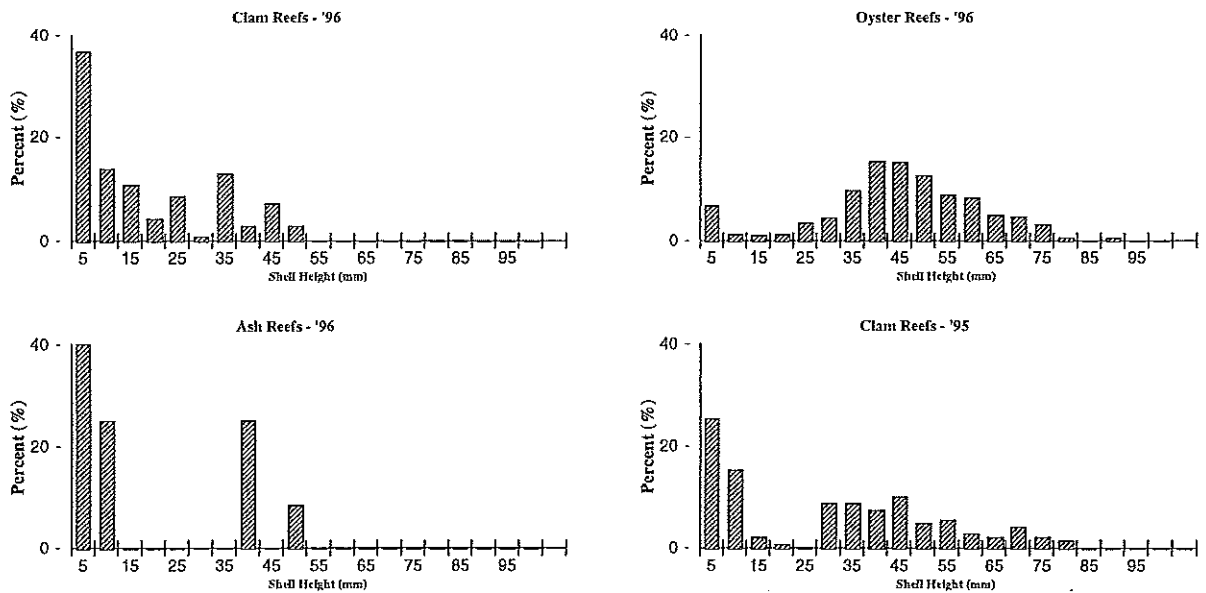 Clam Reefs - '96
Percent (%)
40 -
20 -
0 -
5 15 25 35 45 55 65 75 85 95
Shell Height (mm)
Oyster Reefs - '96
Percent (%)
40 -
20 -
0 -
5 15 25 35 45 55 65 75 85 95
Shell Height (mm)
Ash Reefs - '96
Percent (%)
40 -
20 -
0 -
5 15 25 35 45 55 65 75 85 95
Shell Height (mm)
Clam Reefs - '95
Percent (%)
40 -
20 -
0 -
5 15 25 35 45 55 65 75 85 95
Shell Height (mm)